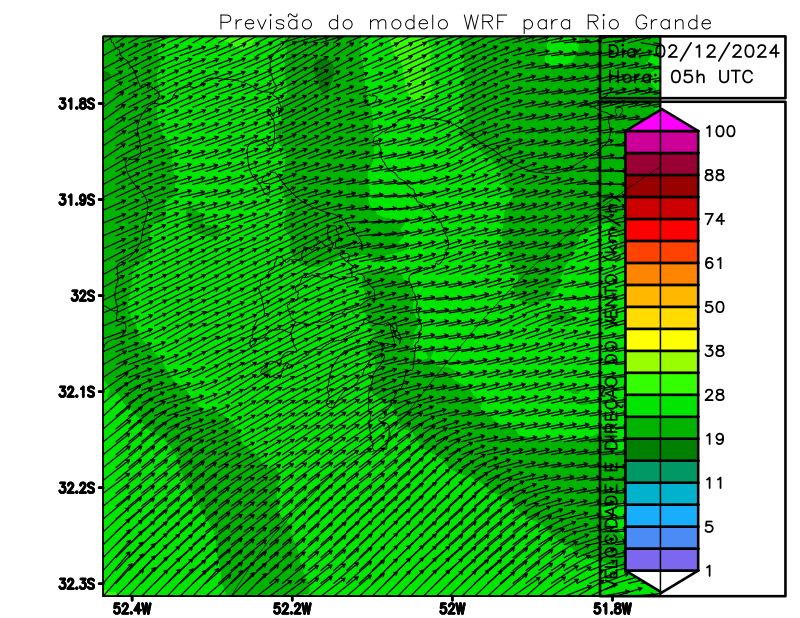 Previsão do modelo WRF para Rio Grande
Dia: 02/12/2024
Hora: 05h UTC
31.8S
31.9S
32S
32.1S
32.2S
32.3S
52.4W
52.2W
52W
51.8W
VELOCIDADE E DIREÇÃO DO VENTO (km/h)
100
88
74
61
50
38
28
19
11
5
1